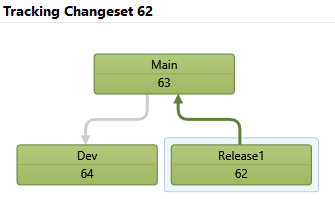 Tracking Changeset 62
Main
63
Dev
64
Release1
62